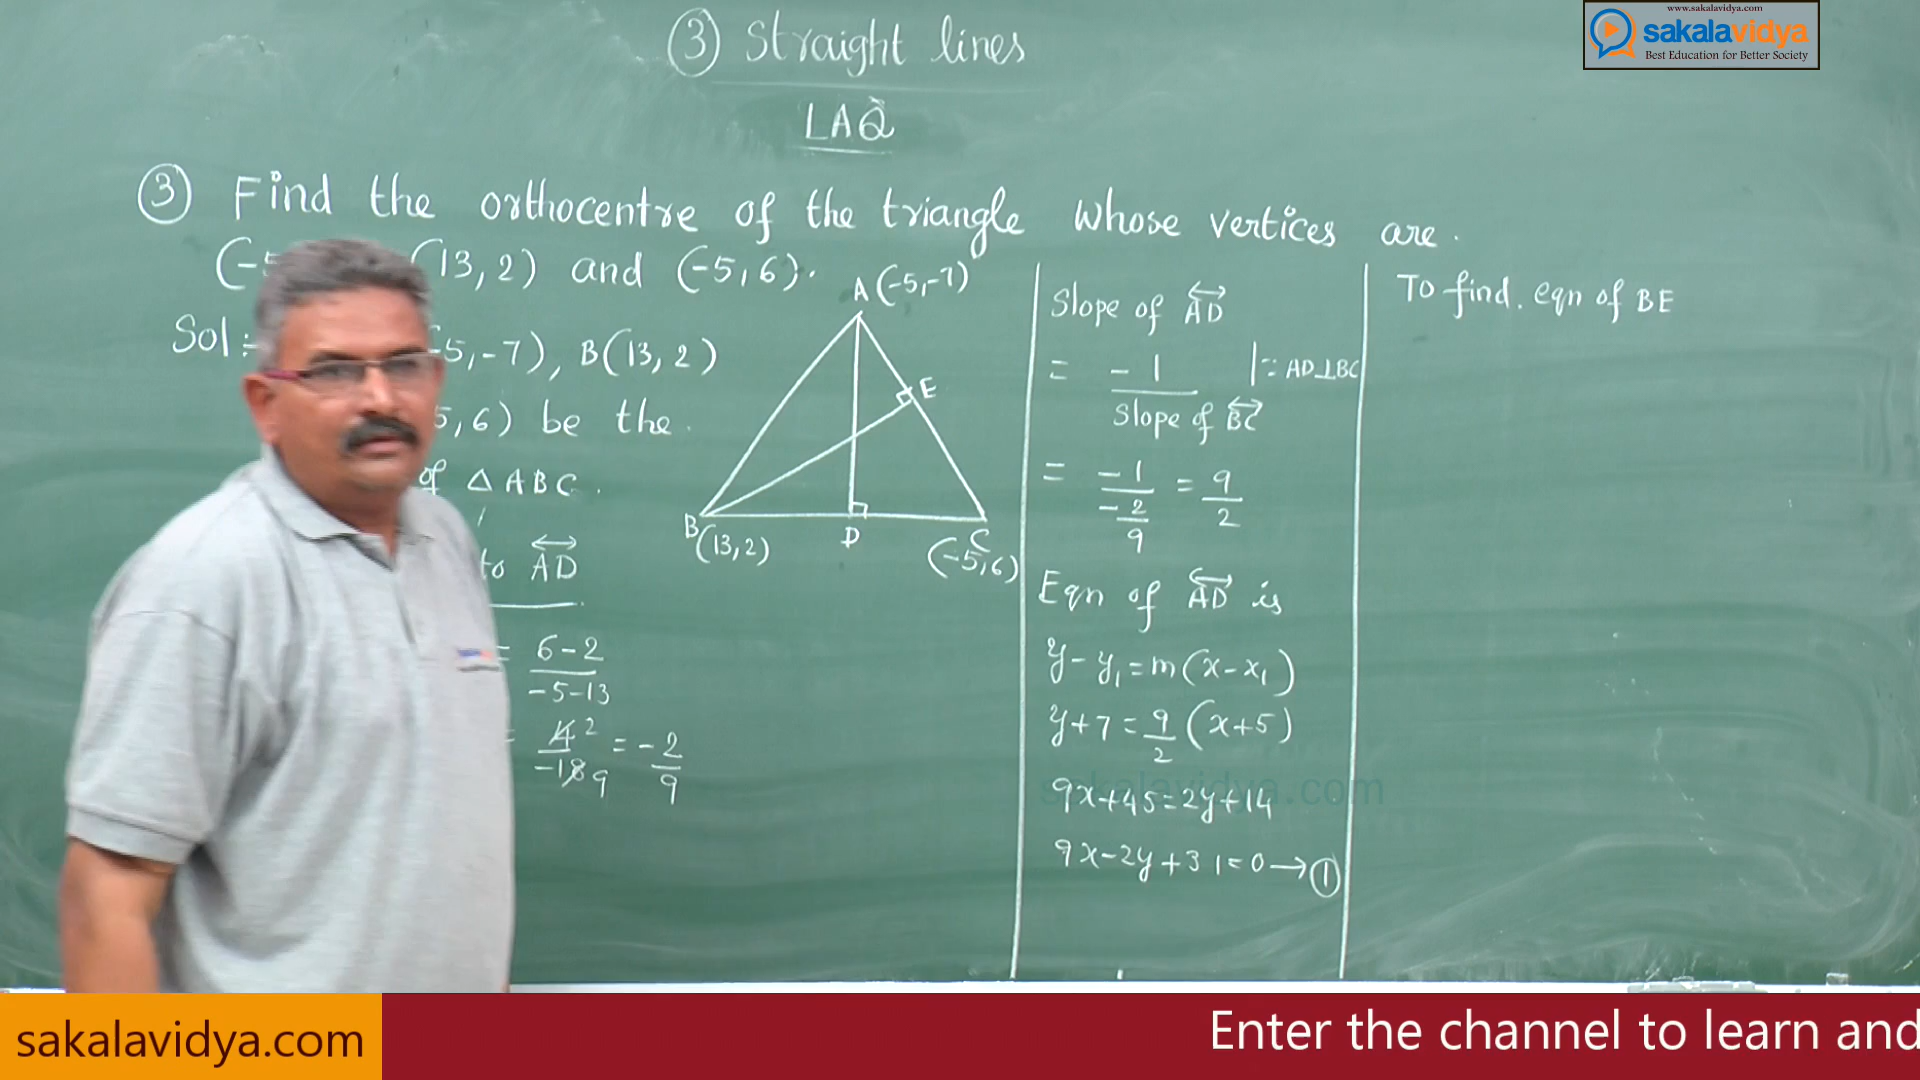 ③ Straight lines
LAQ
③ Find the orthocentre of the triangle whose vertices are.
(-5 (13,2) and (-5,6).
Sol:- 5,-7), B(13,2)
5,6) be the.
of △ABC.
to AD
= 6-2/-5-13
= 4 2/-18 9 = -2/9
A(-5,-7)
E
B(13,2)
D
C(-5,6)
Slope of AD
= -1/Slope of BC |∵ AD⊥BC
= -1/-2/9 = 9/2
Eqn of AD is
y-y₁=m(x-x₁)
y+7=9/2(x+5)
9x+45=2y+14
9x-2y+31=0→①
To find. eqn of BE
www.sakalavidya.com
sakalavidya
Best Education for Better Society
sakalavidya.com
sakalavidya.com
Enter the channel to learn and